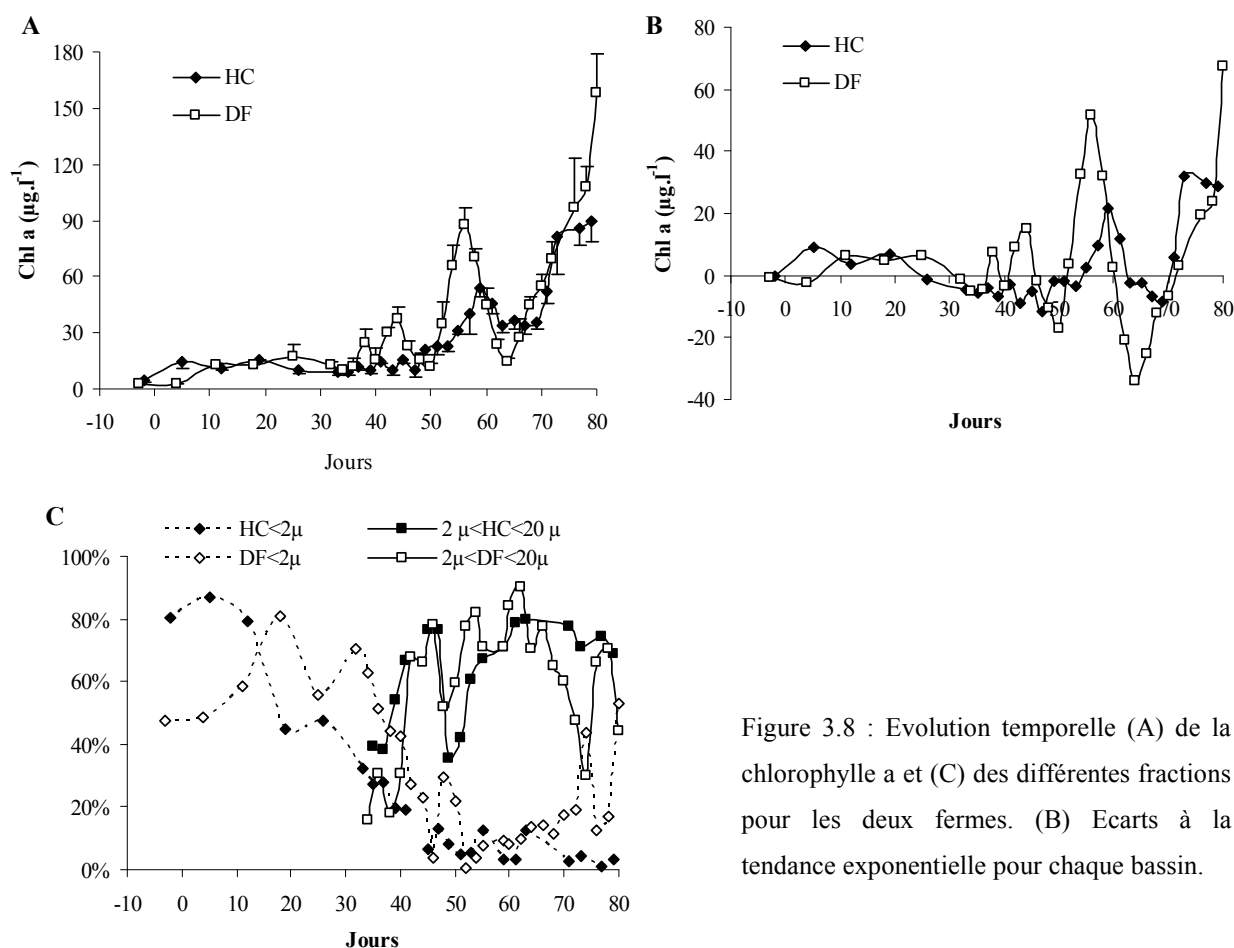 A
Chl a (µg.l-1)
180
150
120
90
60
30
0
HC
DF
-10 0 10 20 30 40 50 60 70 80
Jours
B
Chl a (µg.l-1)
80
60
40
20
0
-20
-40
HC
DF
-10 0 10 20 30 40 50 60 70 80
Jours
C
HC<2µ 2 µ<HC<20 µ
DF<2µ 2µ<DF<20µ
100%
80%
60%
40%
20%
0%
-10 0 10 20 30 40 50 60 70 80
Jours
Figure 3.8 : Evolution temporelle (A) de la
chlorophylle a et (C) des différentes fractions
pour les deux fermes. (B) Ecarts à la
tendance exponentielle pour chaque bassin.